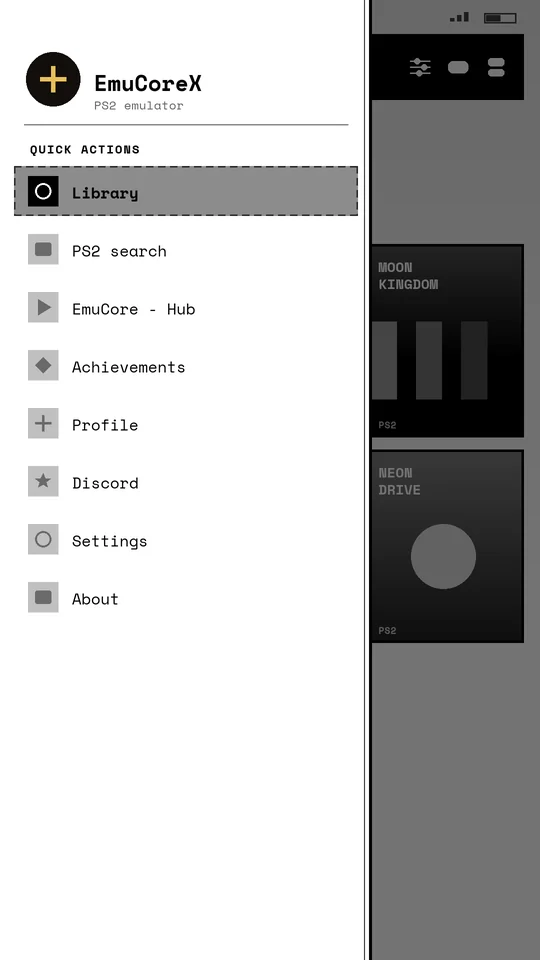 EmuCoreX
PS2 emulator
QUICK ACTIONS
Library
PS2 search
EmuCore - Hub
Achievements
Profile
Discord
Settings
About
MOON
KINGDOM
PS2
NEON
DRIVE
PS2